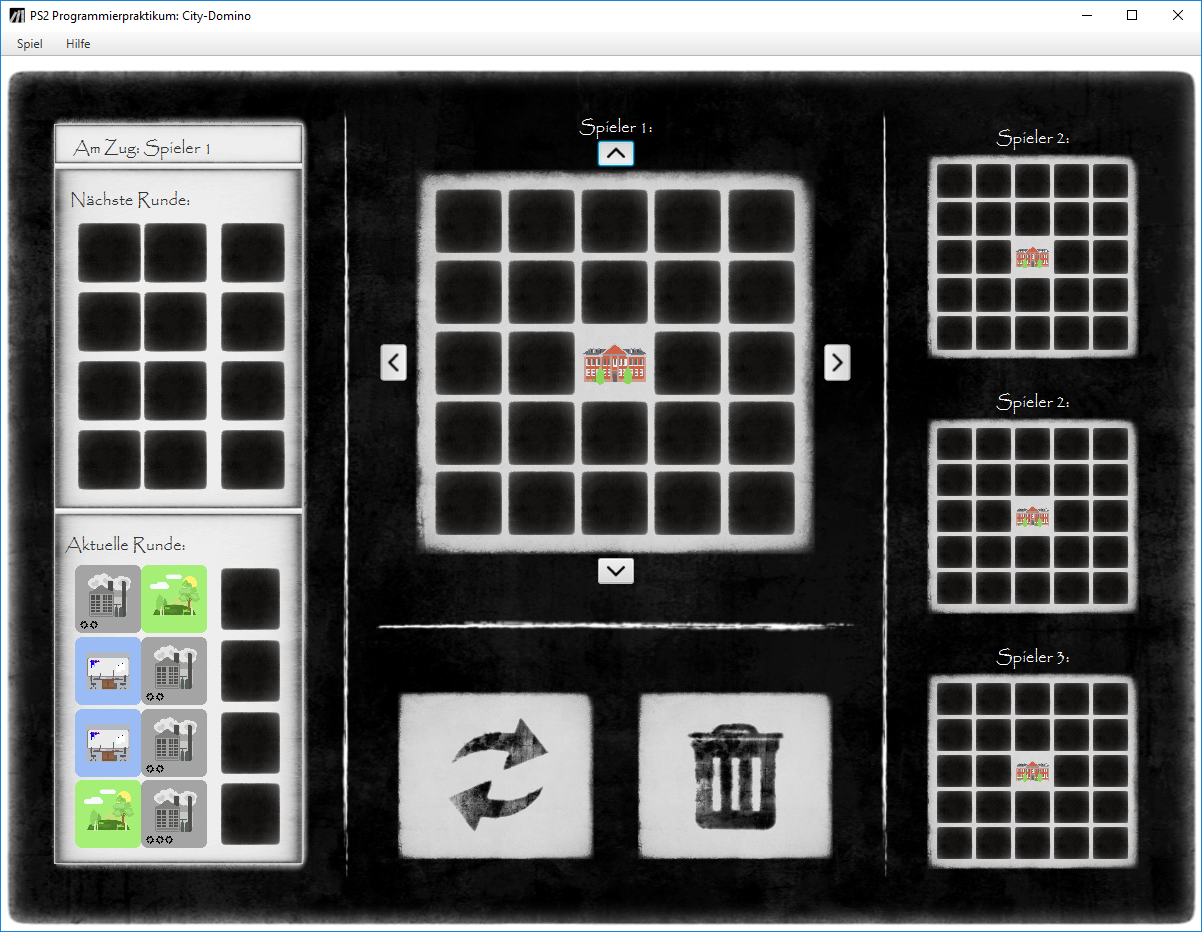 PS2 Programmierpraktikum: City-Domino
Spiel Hilfe
Am Zug: Spieler 1
Nächste Runde:
Aktuelle Runde:
Spieler 1:
Spieler 2:
Spieler 2:
Spieler 3: